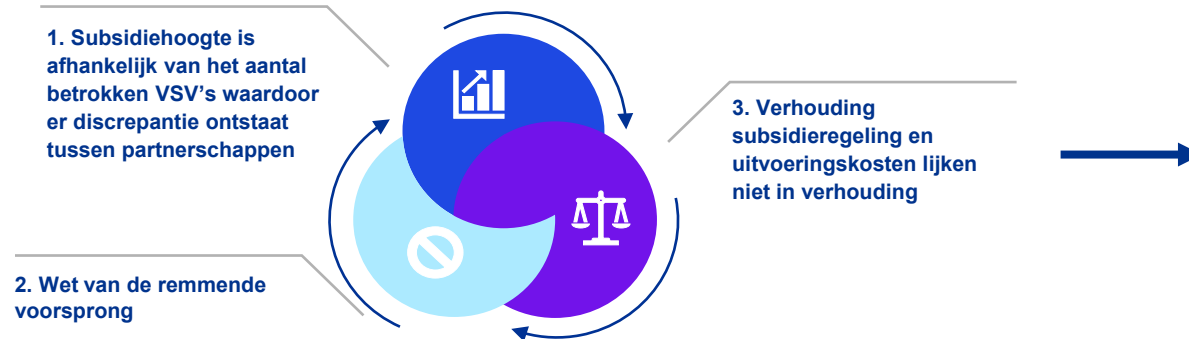 1. Subsidiehoogte is
afhankelijk van het aantal
betrokken VSV's waardoor
er discrepantie ontstaat
tussen partnerschappen
2. Wet van de remmende
voorsprong
3. Verhouding
subsidieregeling en
uitvoeringskosten lijken
niet in verhouding